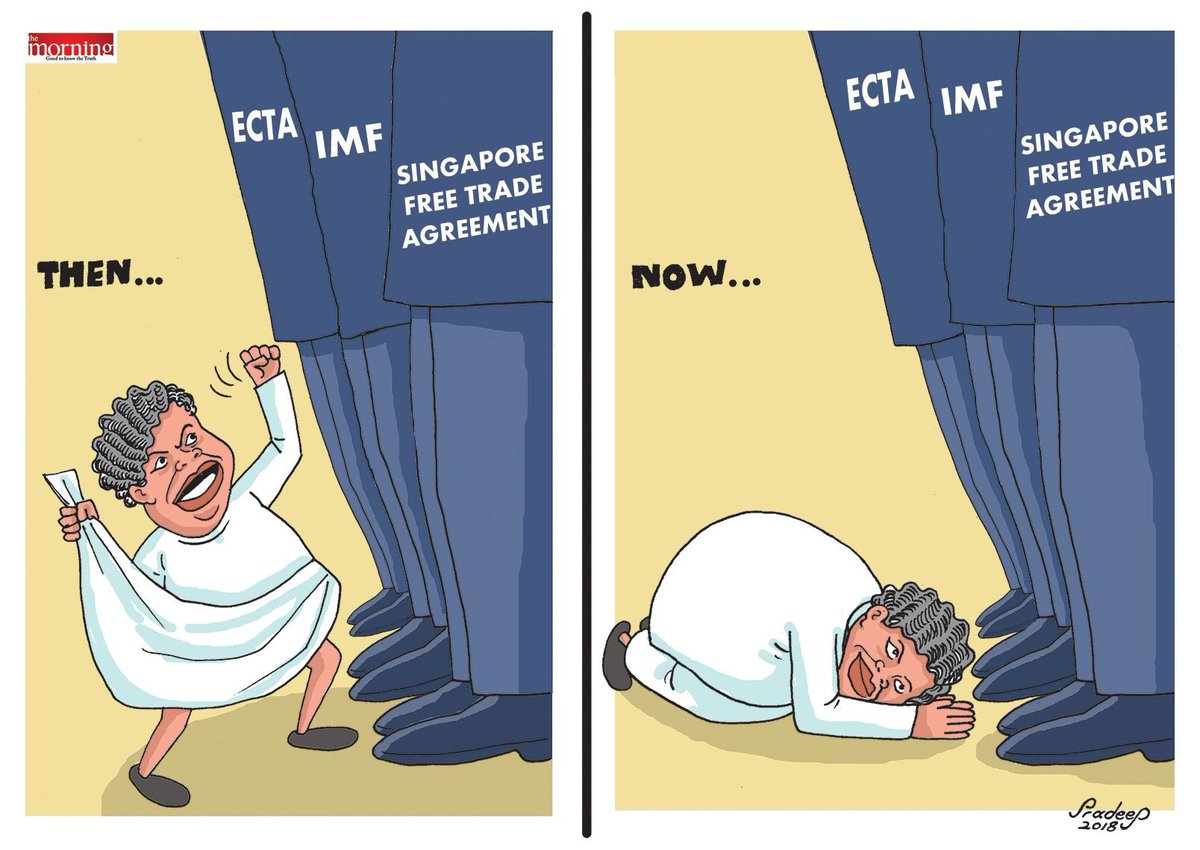 the
morning
Good to know the Truth
ECTA
IMF
SINGAPORE
FREE TRADE
AGREEMENT
THEN...
ECTA
IMF
SINGAPORE
FREE TRADE
AGREEMENT
NOW...
Pradeep
2018